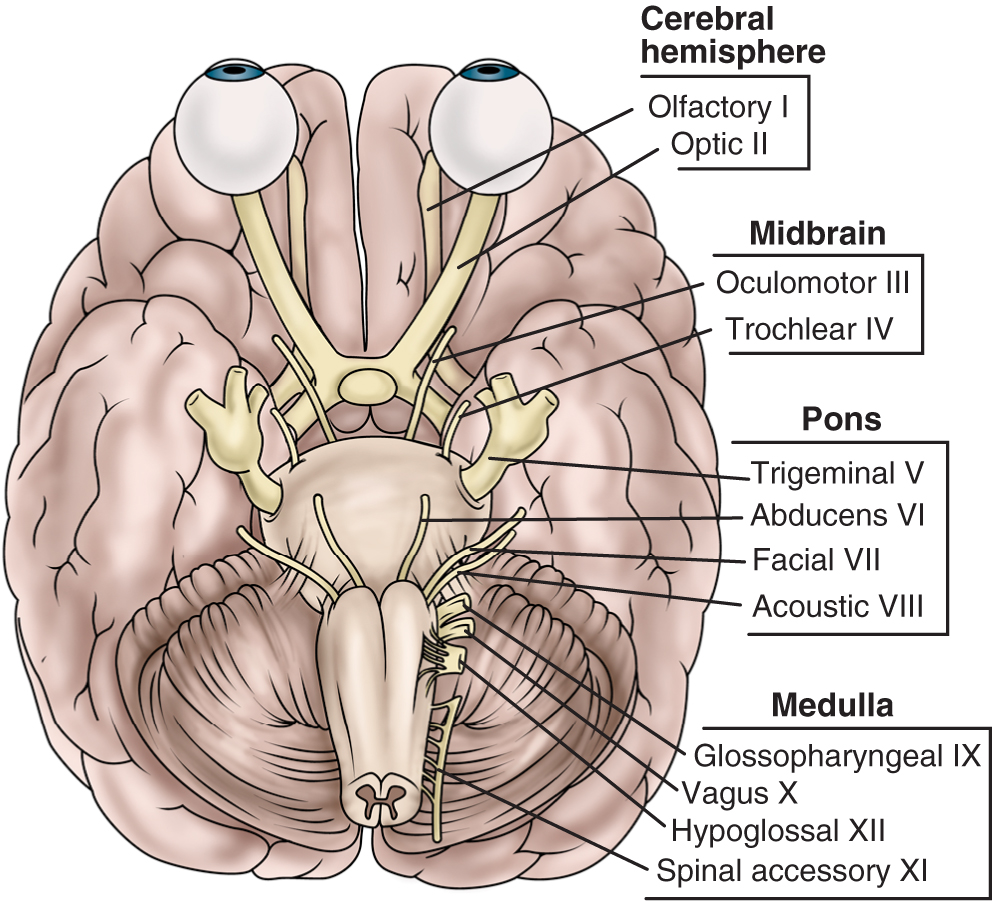 Cerebral
hemisphere
Olfactory I
Optic II
Midbrain
Oculomotor III
Trochlear IV
Pons
Trigeminal V
Abducens VI
Facial VII
Acoustic VIII
Medulla
Glossopharyngeal IX
Vagus X
Hypoglossal XII
Spinal accessory XI